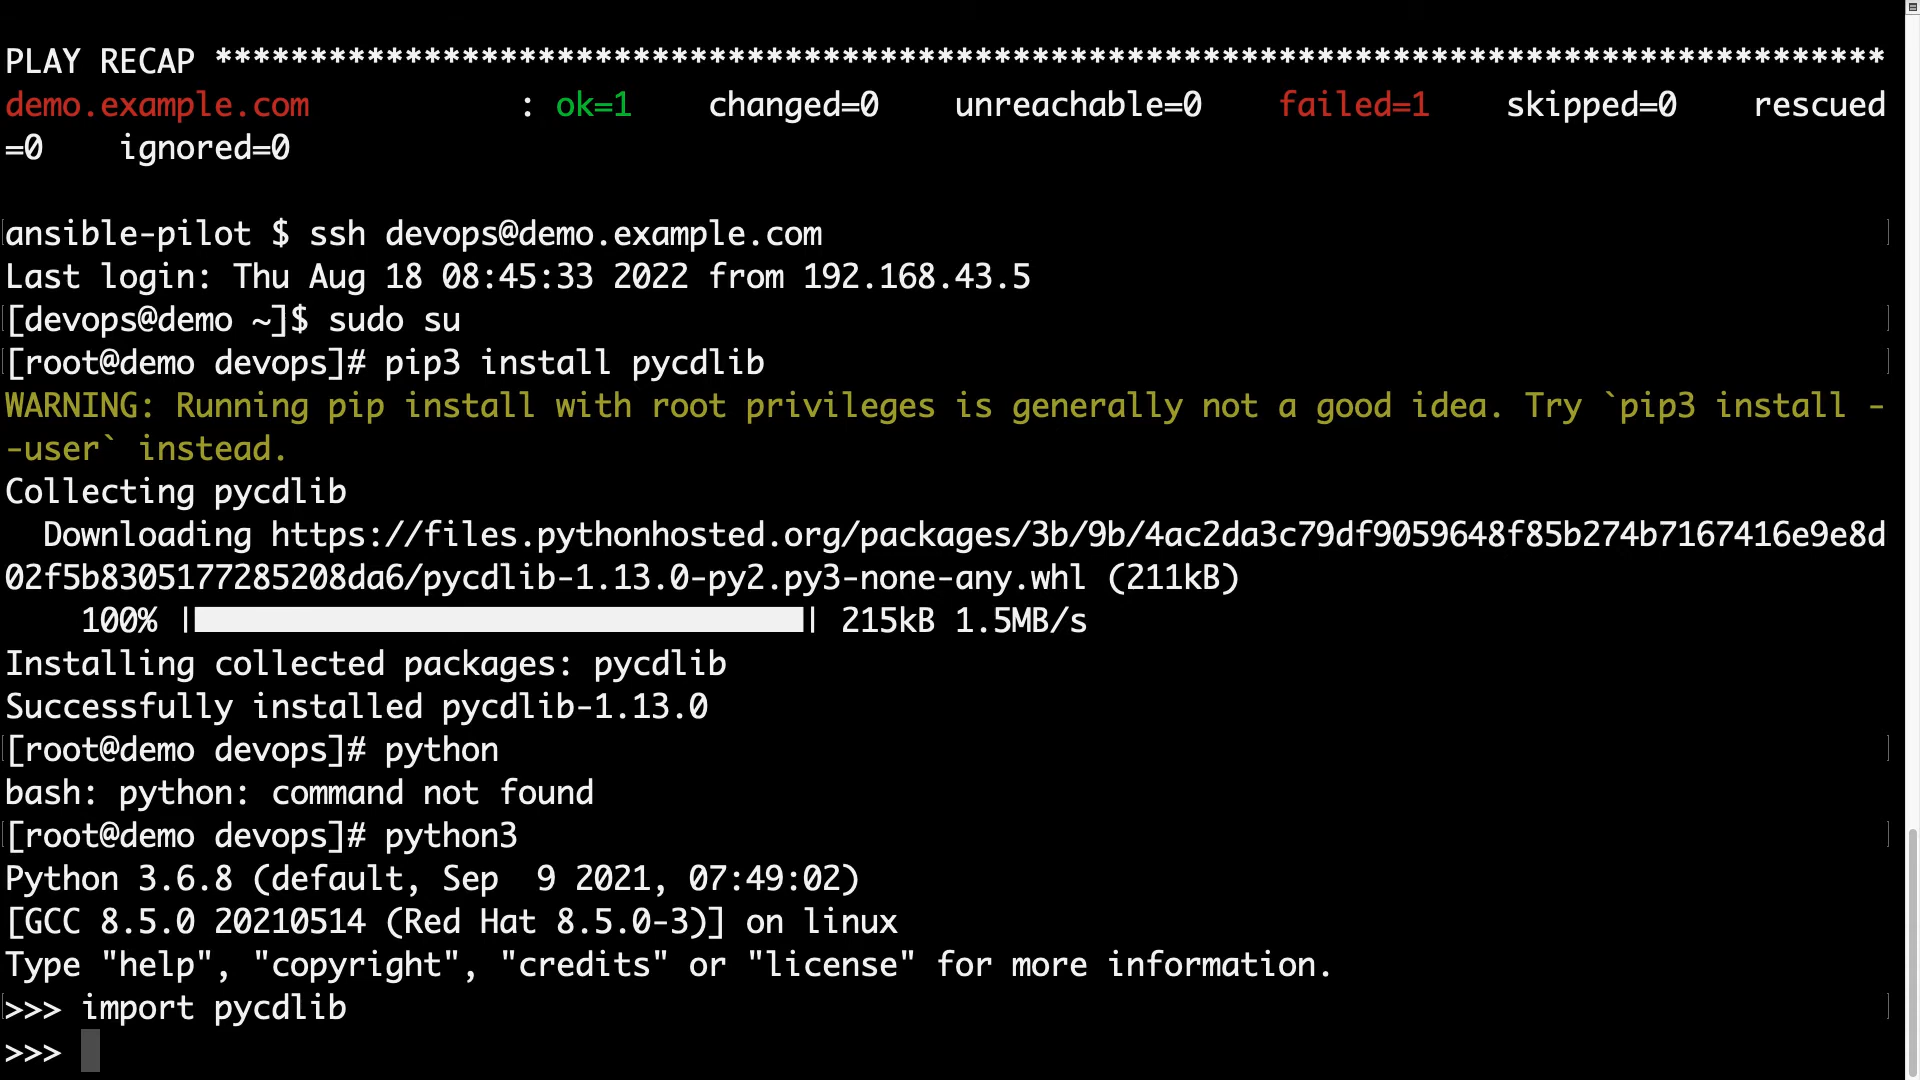 PLAY RECAP ****************************************************************************************
demo.example.com           : ok=1    changed=0    unreachable=0    failed=1    skipped=0    rescued
=0    ignored=0
ansible-pilot $ ssh devops@demo.example.com
Last login: Thu Aug 18 08:45:33 2022 from 192.168.43.5
[devops@demo ~]$ sudo su
[root@demo devops]# pip3 install pycdlib
WARNING: Running pip install with root privileges is generally not a good idea. Try `pip3 install -
-user` instead.
Collecting pycdlib
  Downloading https://files.pythonhosted.org/packages/3b/9b/4ac2da3c79df9059648f85b274b7167416e9e8d
02f5b8305177285208da6/pycdlib-1.13.0-py2.py3-none-any.whl (211kB)
    100% |████████████████████████████████| 215kB 1.5MB/s
Installing collected packages: pycdlib
Successfully installed pycdlib-1.13.0
[root@demo devops]# python
bash: python: command not found
[root@demo devops]# python3
Python 3.6.8 (default, Sep  9 2021, 07:49:02)
[GCC 8.5.0 20210514 (Red Hat 8.5.0-3)] on linux
Type "help", "copyright", "credits" or "license" for more information.
>>> import pycdlib
>>>